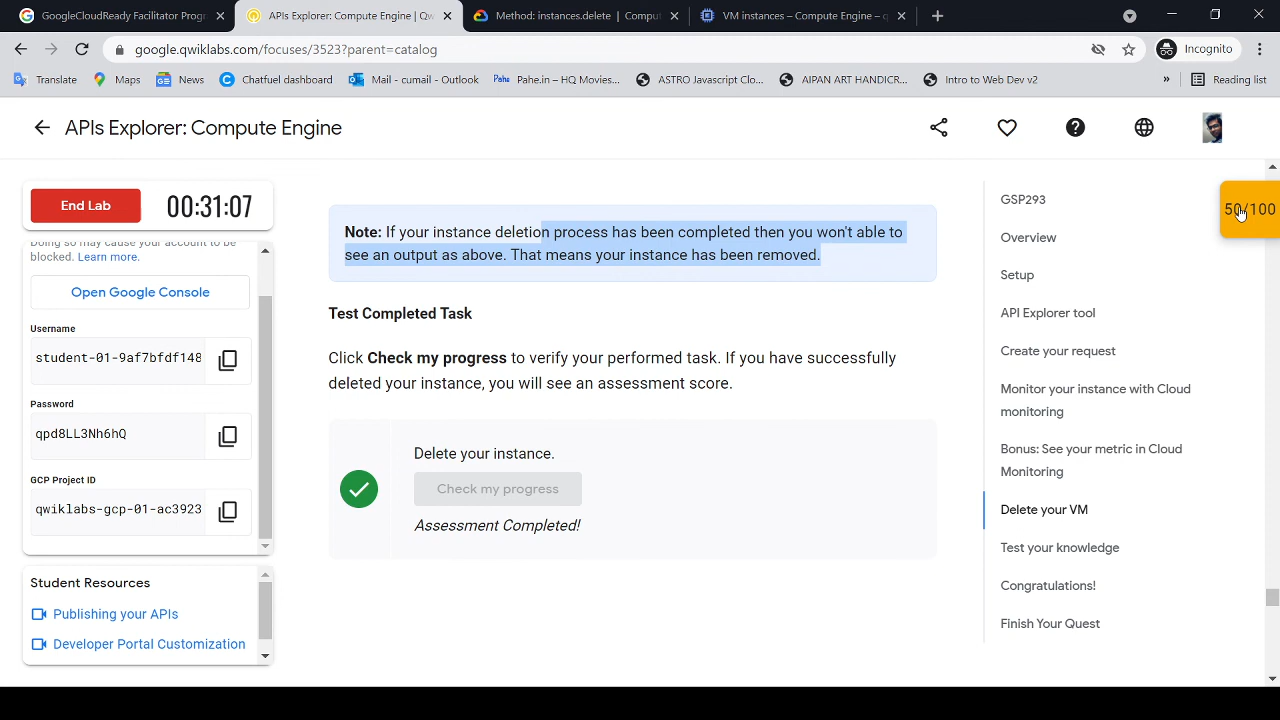 GoogleCloudReady Facilitator Progr
APIs Explorer: Compute Engine | Qw
Method: instances.delete | Comput
VM instances – Compute Engine – q
google.qwiklabs.com/focuses/3523?parent=catalog
Incognito
Translate
Maps
News
Chatfuel dashboard
Mail - cumail - Outlook
Pahe.in – HQ Movies...
ASTRO Javascript Clo...
AIPAN ART HANDICR...
Intro to Web Dev v2
»
Reading list
APIs Explorer: Compute Engine
End Lab
00:31:07
Doing so may cause your account to be
blocked. Learn more.
Open Google Console
Username
student-01-9af7bfdf148
Password
qpd8LL3Nh6hQ
GCP Project ID
qwiklabs-gcp-01-ac3923
Student Resources
Publishing your APIs
Developer Portal Customization
Note: If your instance deletion process has been completed then you won't able to
see an output as above. That means your instance has been removed.
Test Completed Task
Click Check my progress to verify your performed task. If you have successfully
deleted your instance, you will see an assessment score.
Delete your instance.
Check my progress
Assessment Completed!
GSP293
Overview
Setup
API Explorer tool
Create your request
Monitor your instance with Cloud
monitoring
Bonus: See your metric in Cloud
Monitoring
Delete your VM
Test your knowledge
Congratulations!
Finish Your Quest
50/100